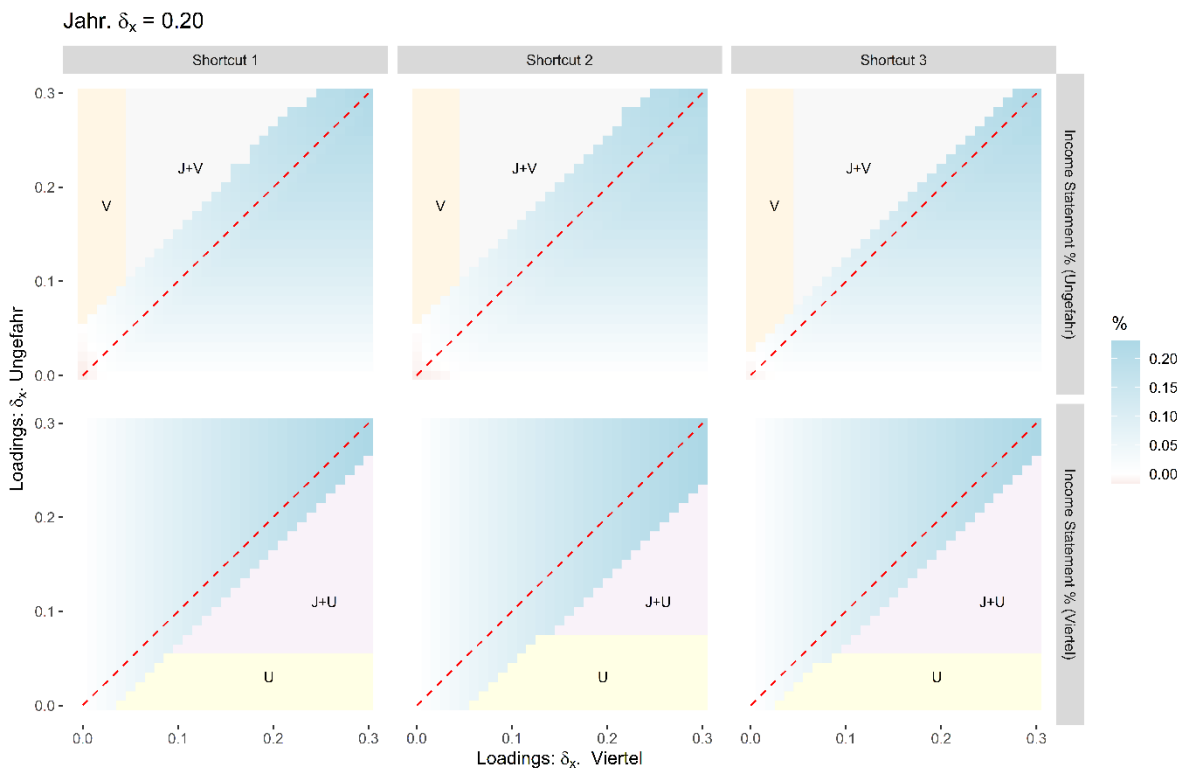 Jahr. δx = 0.20
Shortcut 1
Shortcut 2
Shortcut 3
0.3
0.2
0.1
0.0
V
J+V
V
J+V
V
J+V
Income Statement % (Ungefahr)
0.3
0.2
0.1
0.0
J+U
U
J+U
U
J+U
U
Income Statement % (Viertel)
0.0 0.1 0.2 0.3
0.0 0.1 0.2 0.3
0.0 0.1 0.2 0.3
Loadings: δx. Ungefahr
Loadings: δx. Viertel
%
0.20
0.15
0.10
0.05
0.00